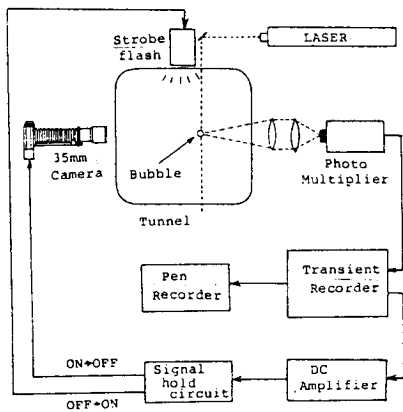 Strobe
flash
LASER
35mm
Camera
Bubble
Photo
Multiplier
Tunnel
Pen
Recorder
Transient
Recorder
ON→OFF
Signal
hold
circuit
DC
Amplifier
OFF→ON